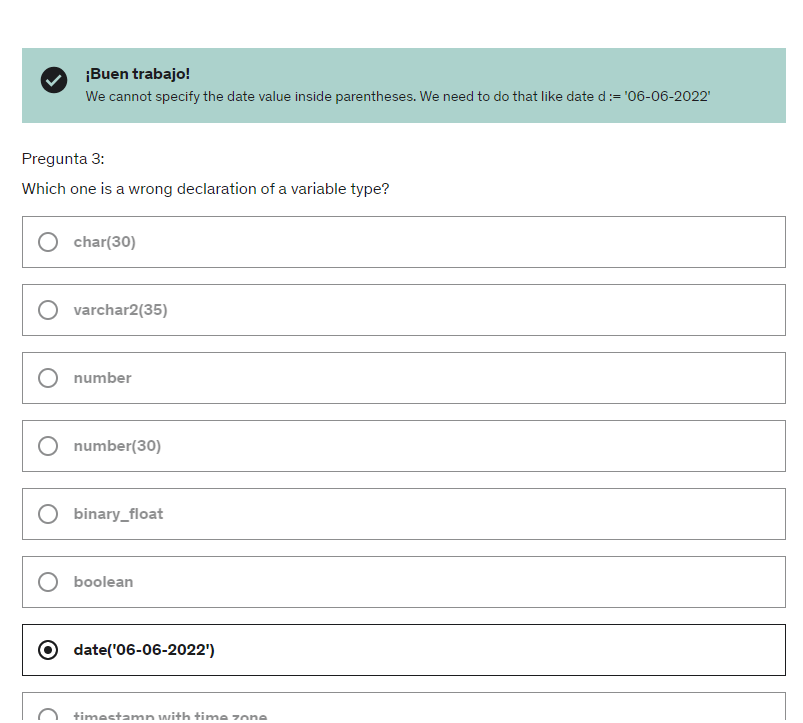 ¡Buen trabajo!
We cannot specify the date value inside parentheses. We need to do that like date d := '06-06-2022'
Pregunta 3:
Which one is a wrong declaration of a variable type?
char(30)
varchar2(35)
number
number(30)
binary_float
boolean
date('06-06-2022')
timestamp with time zone